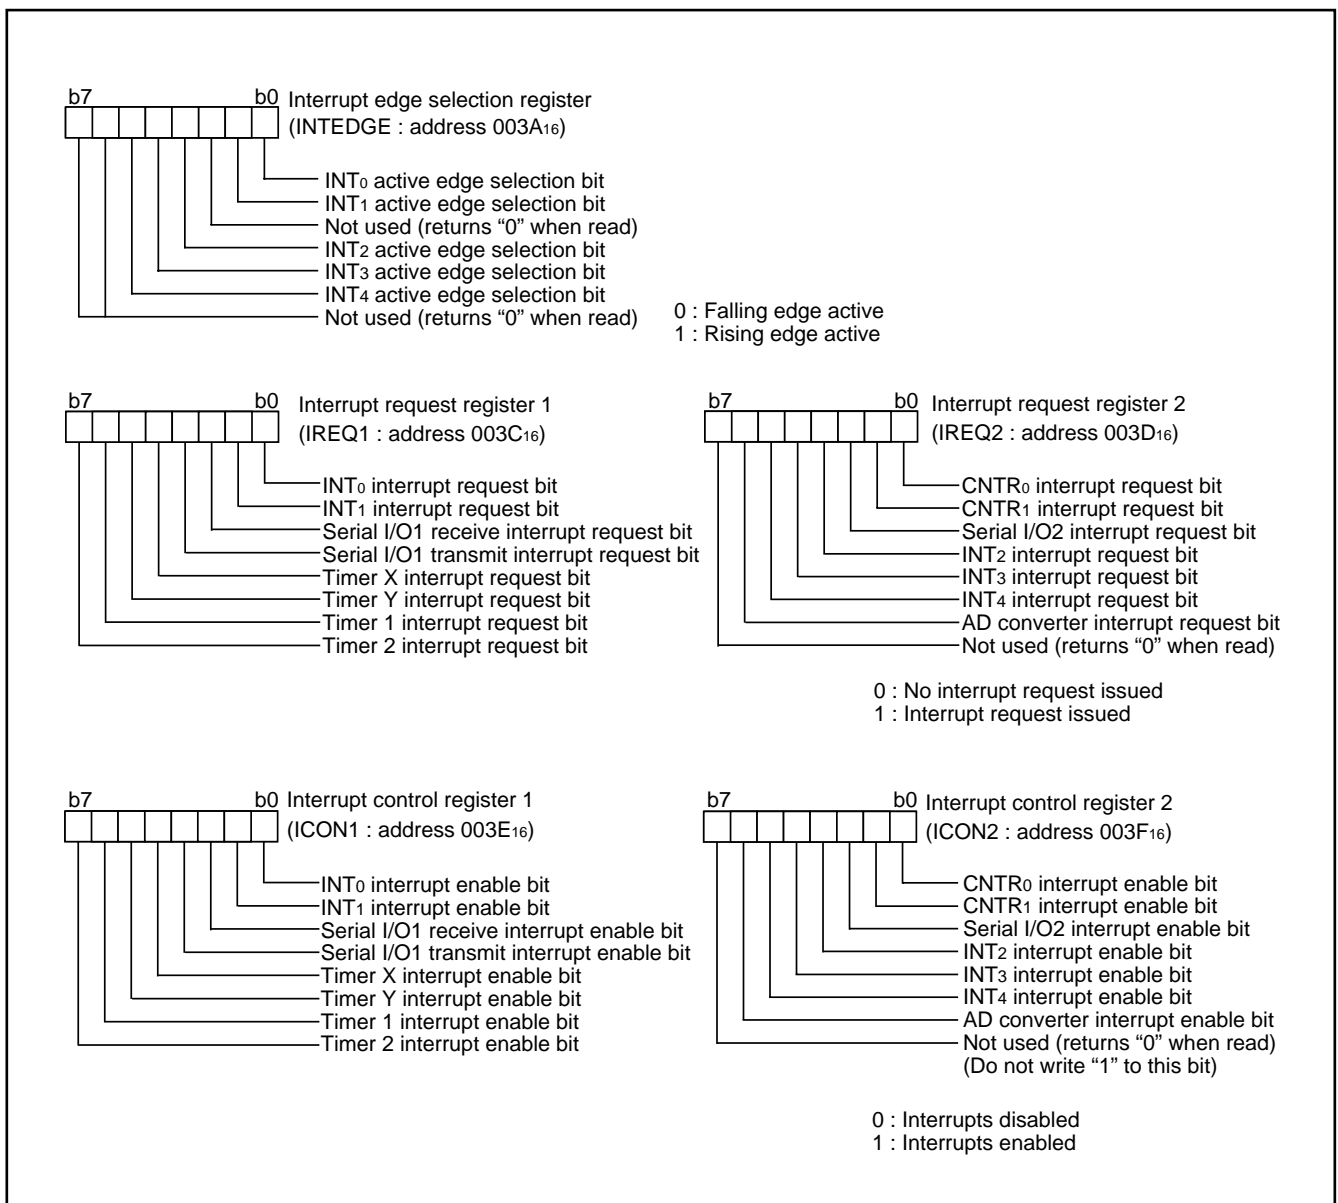 b7 b0 Interrupt edge selection register
(INTEDGE : address 003A16)
INT0 active edge selection bit
INT1 active edge selection bit
Not used (returns “0” when read)
INT2 active edge selection bit
INT3 active edge selection bit
INT4 active edge selection bit
Not used (returns “0” when read)
0 : Falling edge active
1 : Rising edge active
b7 b0 Interrupt request register 1
(IREQ1 : address 003C16)
INT0 interrupt request bit
INT1 interrupt request bit
Serial I/O1 receive interrupt request bit
Serial I/O1 transmit interrupt request bit
Timer X interrupt request bit
Timer Y interrupt request bit
Timer 1 interrupt request bit
Timer 2 interrupt request bit
b7 b0 Interrupt request register 2
(IREQ2 : address 003D16)
CNTR0 interrupt request bit
CNTR1 interrupt request bit
Serial I/O2 interrupt request bit
INT2 interrupt request bit
INT3 interrupt request bit
INT4 interrupt request bit
AD converter interrupt request bit
Not used (returns “0” when read)
0 : No interrupt request issued
1 : Interrupt request issued
b7 b0 Interrupt control register 1
(ICON1 : address 003E16)
INT0 interrupt enable bit
INT1 interrupt enable bit
Serial I/O1 receive interrupt enable bit
Serial I/O1 transmit interrupt enable bit
Timer X interrupt enable bit
Timer Y interrupt enable bit
Timer 1 interrupt enable bit
Timer 2 interrupt enable bit
b7 b0 Interrupt control register 2
(ICON2 : address 003F16)
CNTR0 interrupt enable bit
CNTR1 interrupt enable bit
Serial I/O2 interrupt enable bit
INT2 interrupt enable bit
INT3 interrupt enable bit
INT4 interrupt enable bit
AD converter interrupt enable bit
Not used (returns “0” when read)
(Do not write “1” to this bit)
0 : Interrupts disabled
1 : Interrupts enabled